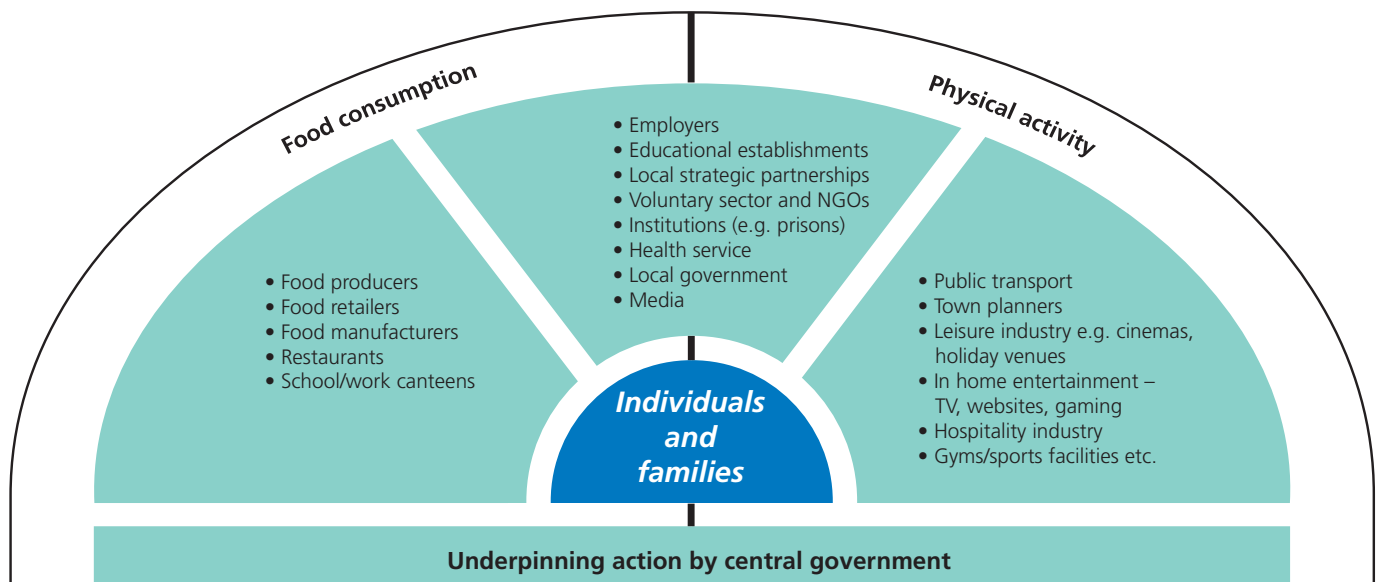 Food consumption
Physical activity
• Employers
• Educational establishments
• Local strategic partnerships
• Voluntary sector and NGOs
• Institutions (e.g. prisons)
• Health service
• Local government
• Media
• Food producers
• Food retailers
• Food manufacturers
• Restaurants
• School/work canteens
• Public transport
• Town planners
• Leisure industry e.g. cinemas,
holiday venues
• In home entertainment –
TV, websites, gaming
• Hospitality industry
• Gyms/sports facilities etc.
Individuals
and
families
Underpinning action by central government